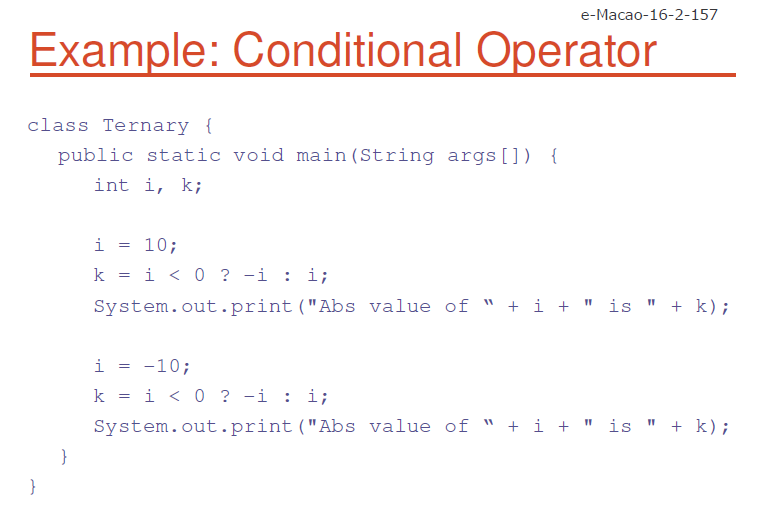 e-Macao-16-2-157
Example: Conditional Operator
class Ternary {
public static void main(String args[]) {
int i, k;
i = 10;
k = i < 0 ? –i : i;
System.out.print("Abs value of “ + i + " is " + k);
i = –10;
k = i < 0 ? –i : i;
System.out.print("Abs value of “ + i + " is " + k);
}
}